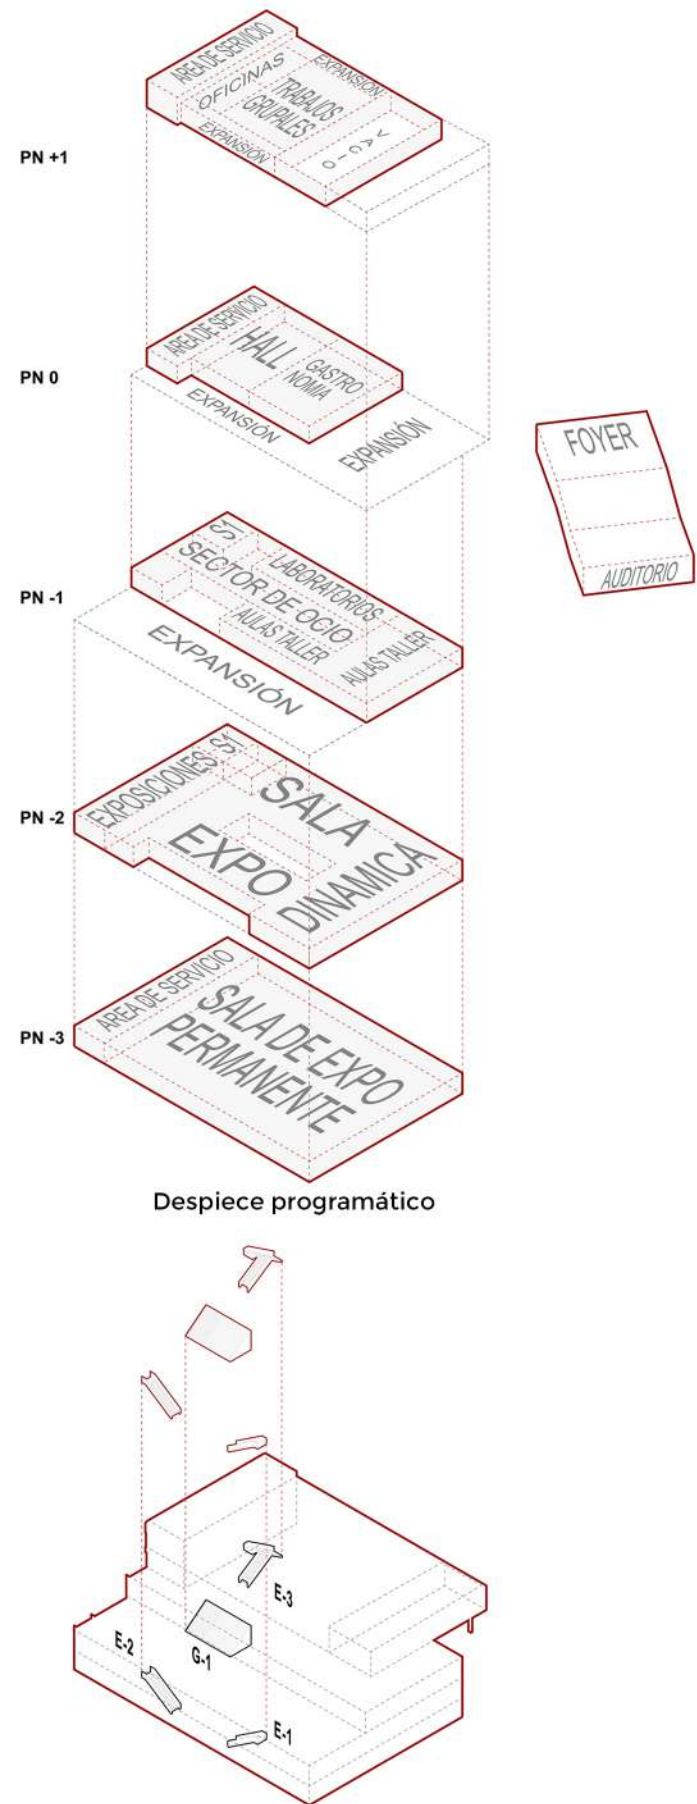 AREA DE SERVICIO
OFICINAS
EXPANSIÓN
TRABAJOS
GRUPALES
EXPANSIÓN
VACIO
PN +1
AREA DE SERVICIO
HALL
GASTRO
NOMIA
PN 0
EXPANSIÓN
EXPANSIÓN
FOYER
AUDITORIO
S1
LABORATORIOS
SECTOR DE OCIO
AULAS TALLER
AULAS TALLER
PN -1
EXPANSIÓN
S1
EXPOSICIONES
SALA
EXPO
DINAMICA
PN -2
AREA DE SERVICIO
SALA DE EXPO
PERMANENTE
PN -3
Despiece programático
E-3
E-2
G-1
E-1